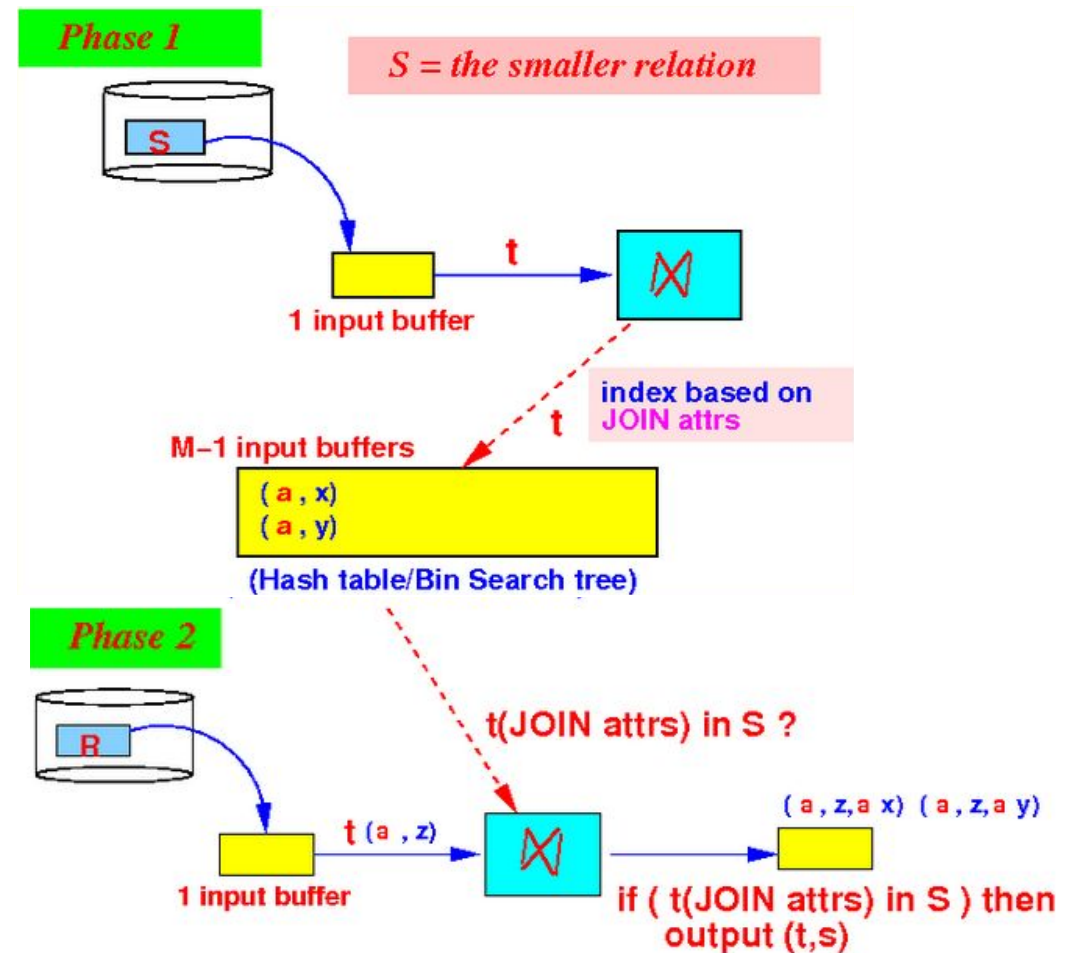 Phase 1
S = the smaller relation
S
t
1 input buffer
index based on
JOIN attrs
t
M-1 input buffers
( a , x)
( a , y)
(Hash table/Bin Search tree)
Phase 2
R
t(JOIN attrs) in S ?
( a , z,a x) ( a , z,a y)
t (a , z)
1 input buffer
if ( t(JOIN attrs) in S ) then
output (t,s)